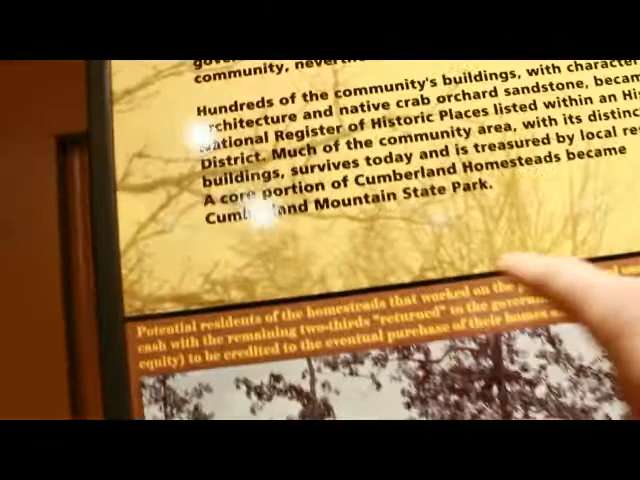 community,
Hundreds of the community's buildings, with character
rchitecture and native crab orchard sandstone, becam
National Register of Historic Places listed within an His
District. Much of the community area, with its distinc
buildings, survives today and is treasured by local re
A core portion of Cumberland Homesteads became
Cumberland Mountain State Park.
Potential residents of the homesteads that worked on the
cash with the remaining two-thirds "returned" to the governm
equity) to be credited to the eventual purchase of their homes